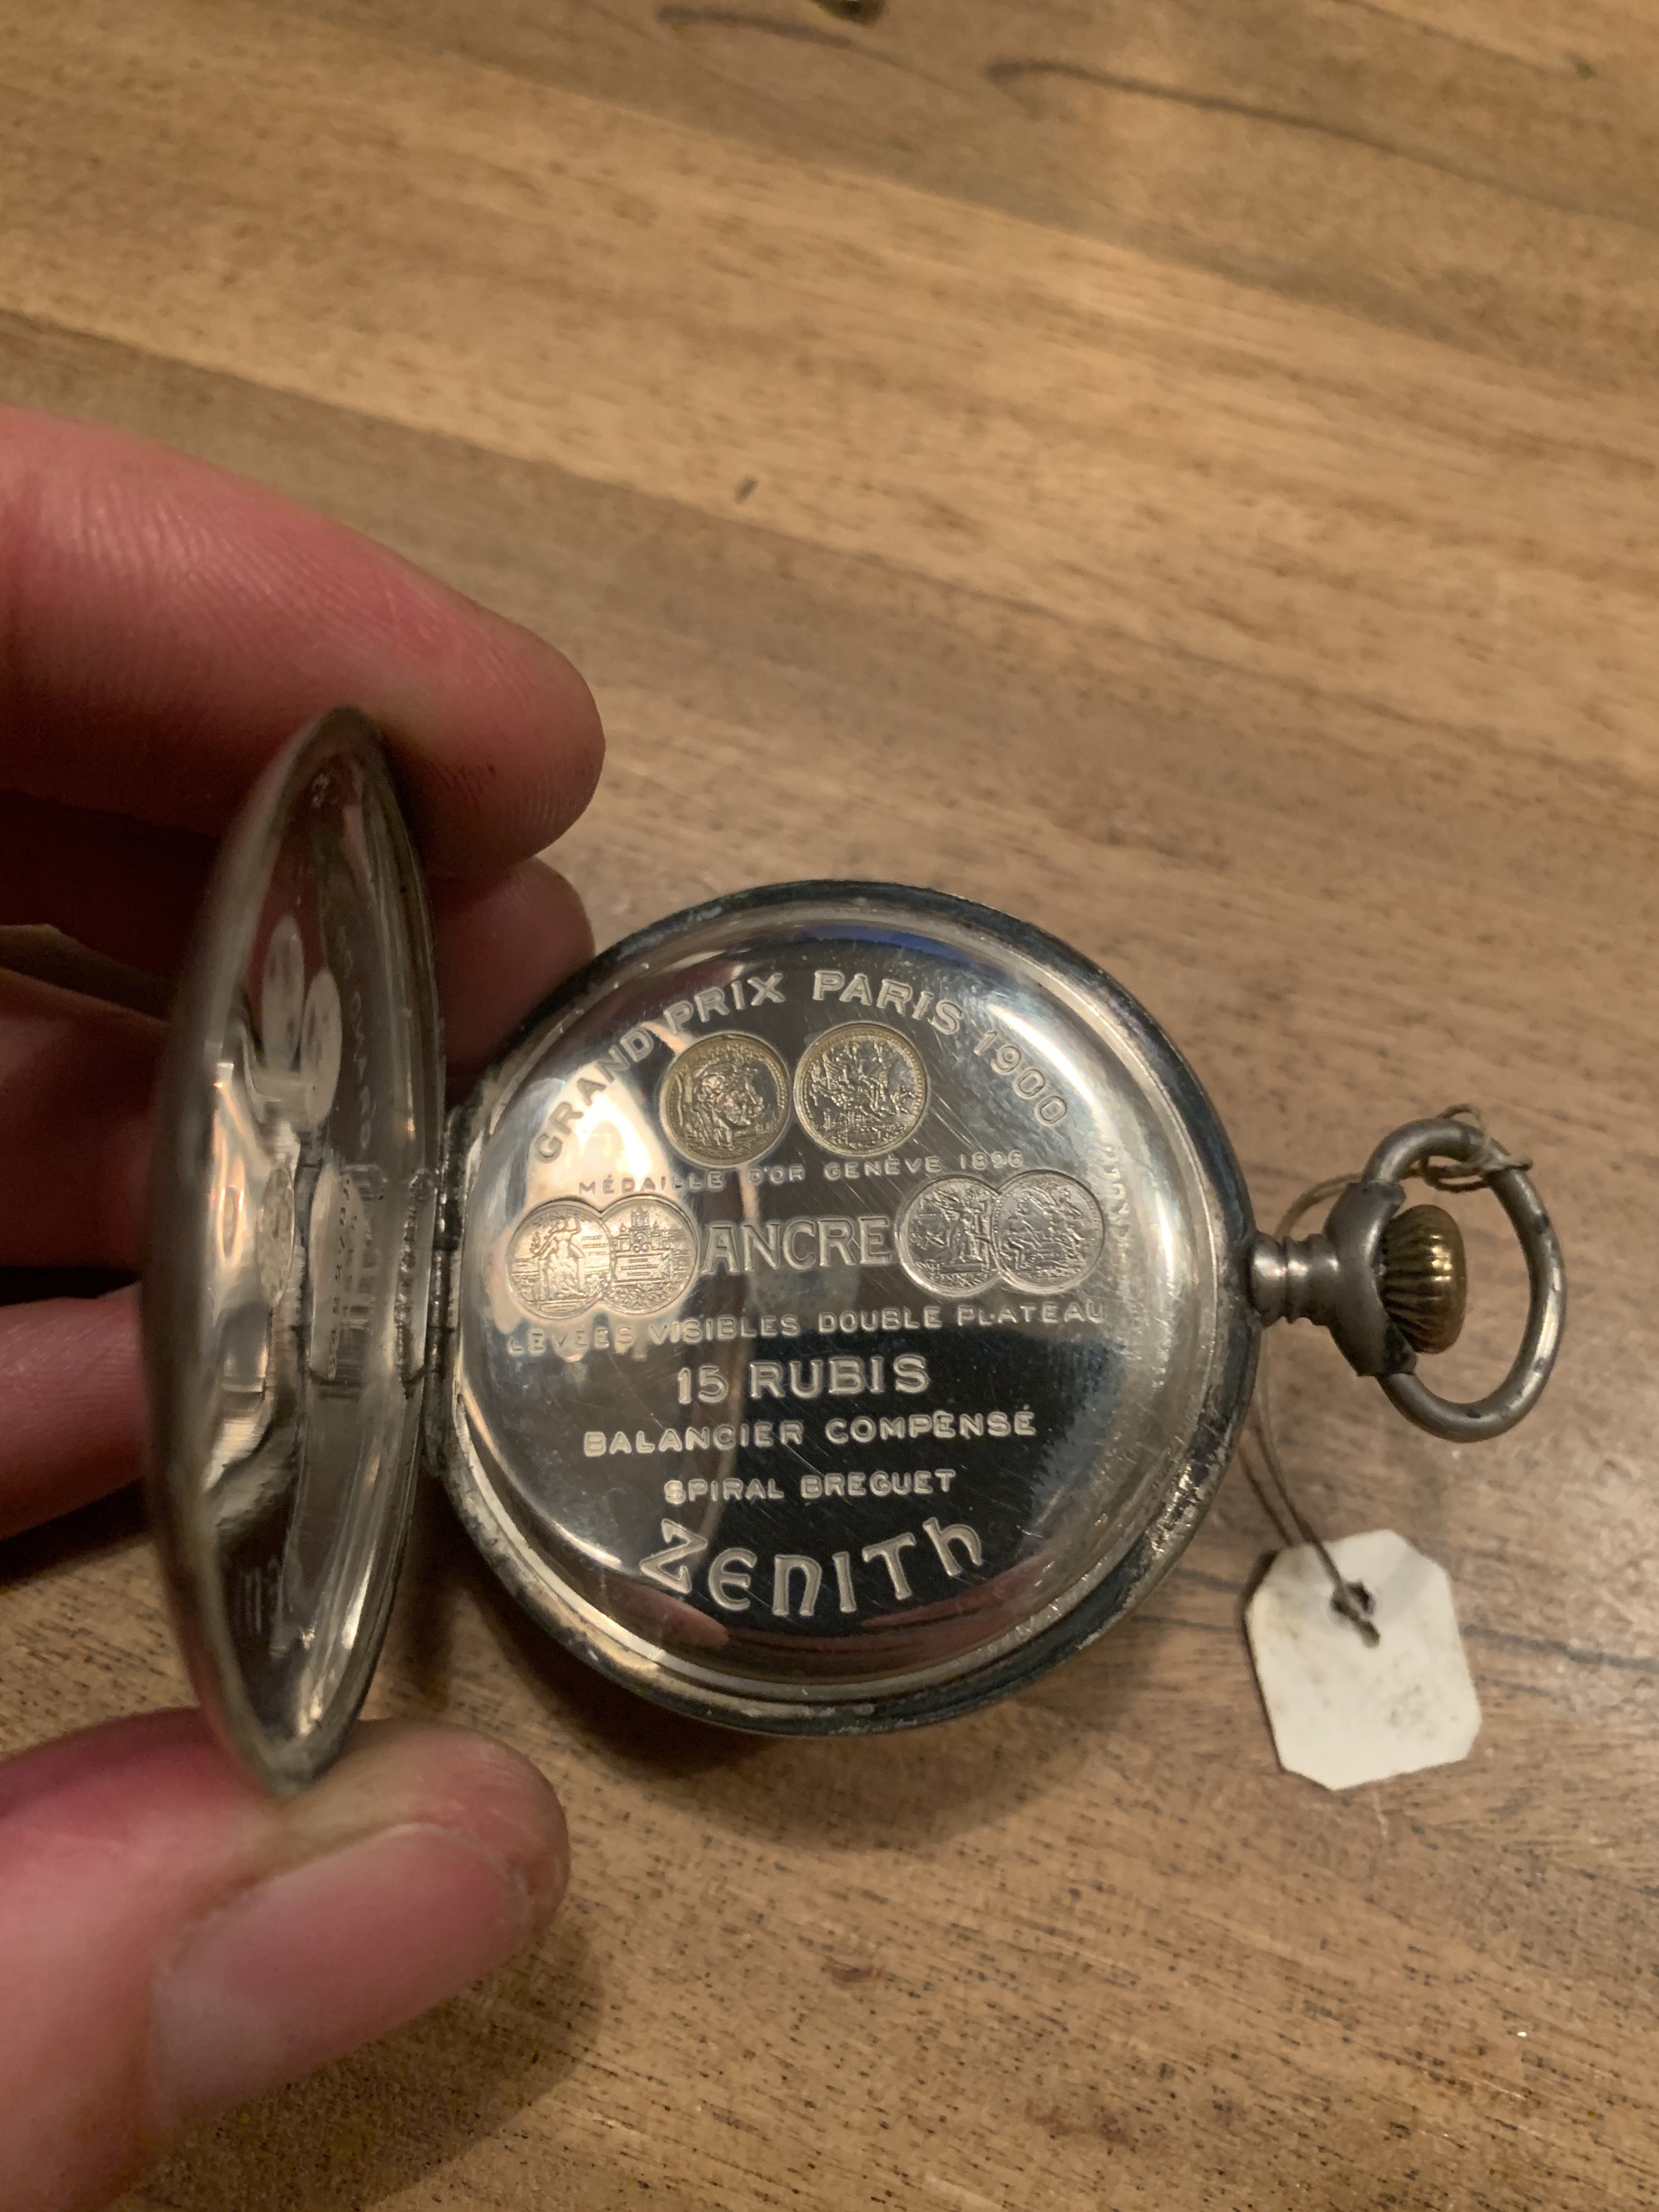 GRAND PRIX PARIS 1900
MÉDAILLE D'OR GENÈVE 1896
ANCRE
LEVÉES VISIBLES DOUBLE PLATEAU
15 RUBIS
BALANCIER COMPENSÉ
SPIRAL BREGUET
ZENITH